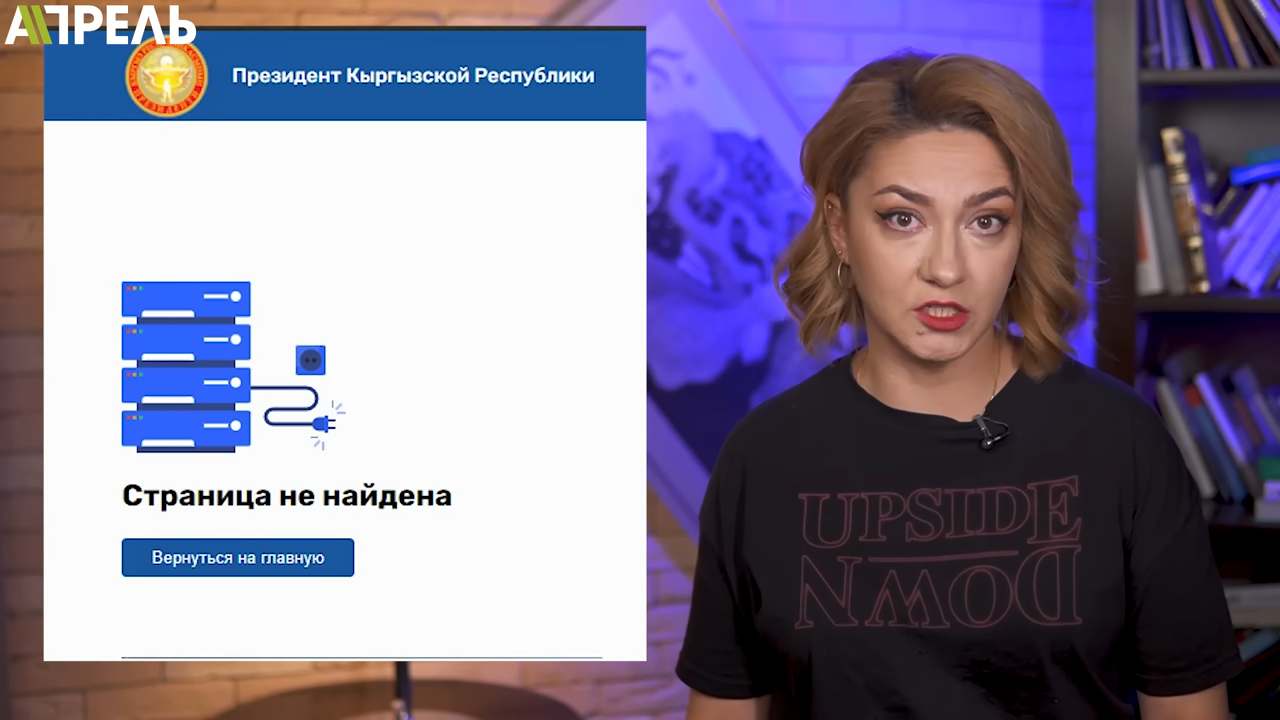 АПРЕЛЬ
Президент Кыргызской Республики
Страница не найдена
Вернуться на главную
UPSIDE
DOWN